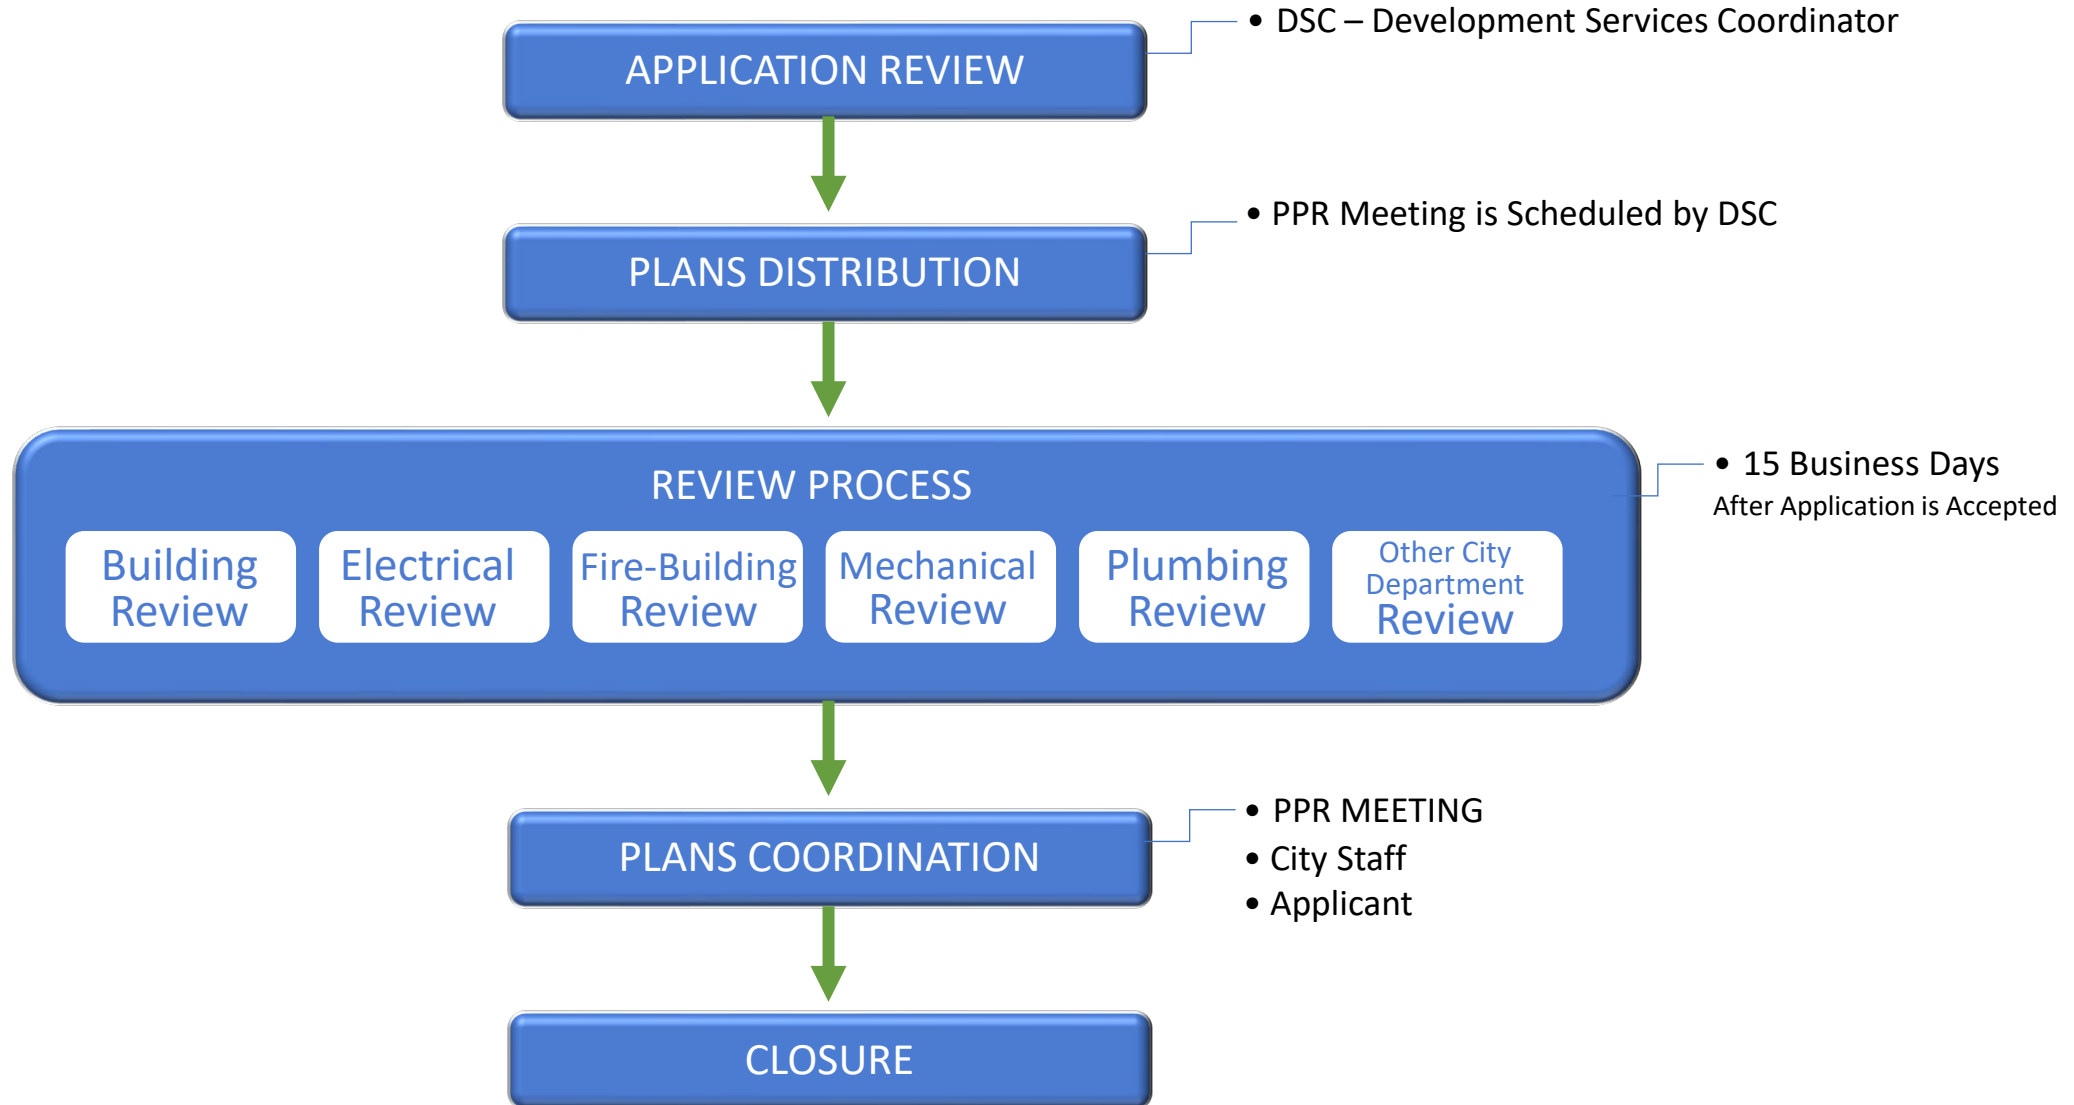 • DSC – Development Services Coordinator
APPLICATION REVIEW
• PPR Meeting is Scheduled by DSC
PLANS DISTRIBUTION
REVIEW PROCESS
• 15 Business Days
After Application is Accepted
Building
Review
Electrical
Review
Fire-Building
Review
Mechanical
Review
Plumbing
Review
Other City
Department
Review
PLANS COORDINATION
• PPR MEETING
• City Staff
• Applicant
CLOSURE